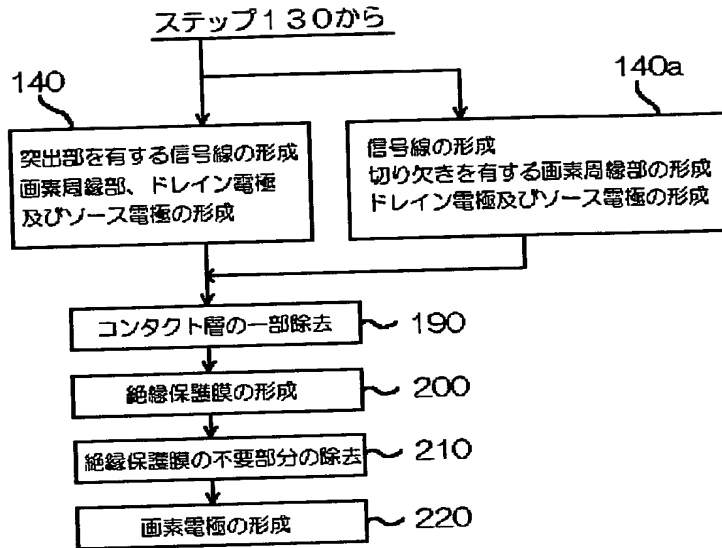 ステップ130から
140
140a
突出部を有する信号線の形成
画素周縁部、ドレイン電極
及びソース電極の形成
信号線の形成
切り欠きを有する画素周縁部の形成
ドレイン電極及びソース電極の形成
コンタクト層の一部除去
190
絶縁保護膜の形成
200
絶縁保護膜の不要部分の除去
210
画素電極の形成
220